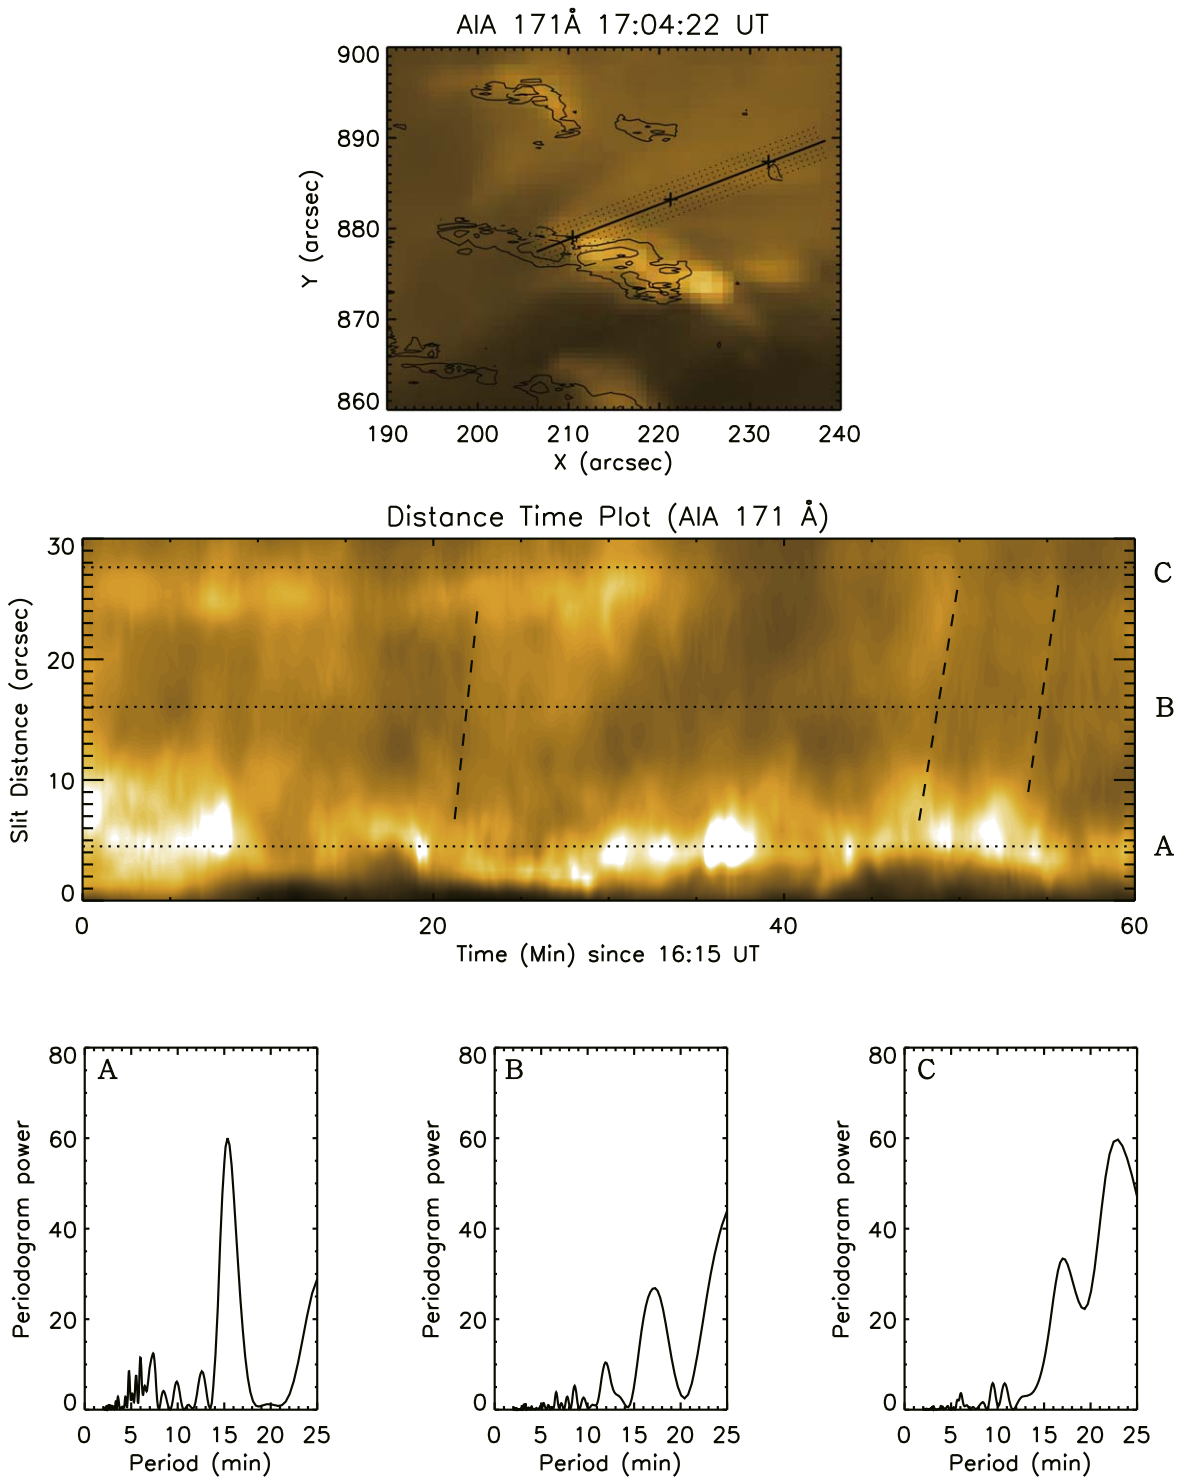 AIA 171Å 17:04:22 UT
900
890
880
870
860
Y (arcsec)
190 200 210 220 230 240
X (arcsec)
Distance Time Plot (AIA 171 Å)
30
20
10
0
Slit Distance (arcsec)
C
B
A
0 20 40 60
Time (Min) since 16:15 UT
A
80
60
40
20
0
Periodogram power
0 5 10 15 20 25
Period (min)
B
80
60
40
20
0
Periodogram power
0 5 10 15 20 25
Period (min)
C
80
60
40
20
0
Periodogram power
0 5 10 15 20 25
Period (min)